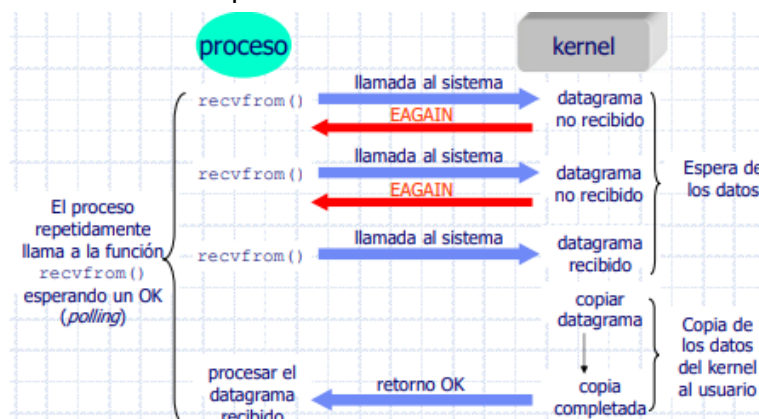 proceso
kernel
llamada al sistema
recvfrom()
EAGAIN
datagrama
no recibido
llamada al sistema
recvfrom()
EAGAIN
datagrama
no recibido
Espera de
los datos
El proceso
repetidamente
llama a la función
recvfrom()
esperando un OK
(polling)
llamada al sistema
recvfrom()
datagrama
recibido
copiar
datagrama
Copia de
los datos
del kernel
al usuario
procesar el
datagrama
recibido
retorno OK
copia
completada